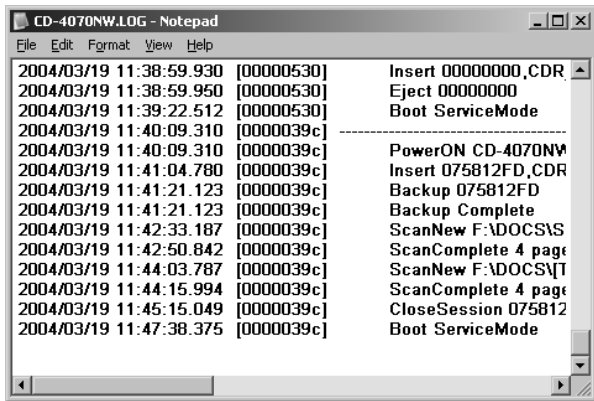 CD-4070NW.LOG - Notepad
File Edit Format View Help
2004/03/19 11:38:59.930 [00000530] Insert 00000000,CDR
2004/03/19 11:38:59.950 [00000530] Eject 00000000
2004/03/19 11:39:22.512 [00000530] Boot ServiceMode
2004/03/19 11:40:09.310 [0000039c] ----------------------------------------
2004/03/19 11:40:09.310 [0000039c] PowerON CD-4070NW
2004/03/19 11:41:04.780 [0000039c] Insert 075812FD,CDR
2004/03/19 11:41:21.123 [0000039c] Backup 075812FD
2004/03/19 11:41:21.123 [0000039c] Backup Complete
2004/03/19 11:42:33.187 [0000039c] ScanNew F:\DOCS\S
2004/03/19 11:42:50.842 [0000039c] ScanComplete 4 page
2004/03/19 11:44:03.787 [0000039c] ScanNew F:\DOCS\[T
2004/03/19 11:44:15.994 [0000039c] ScanComplete 4 page
2004/03/19 11:45:15.049 [0000039c] CloseSession 075812
2004/03/19 11:47:38.375 [0000039c] Boot ServiceMode